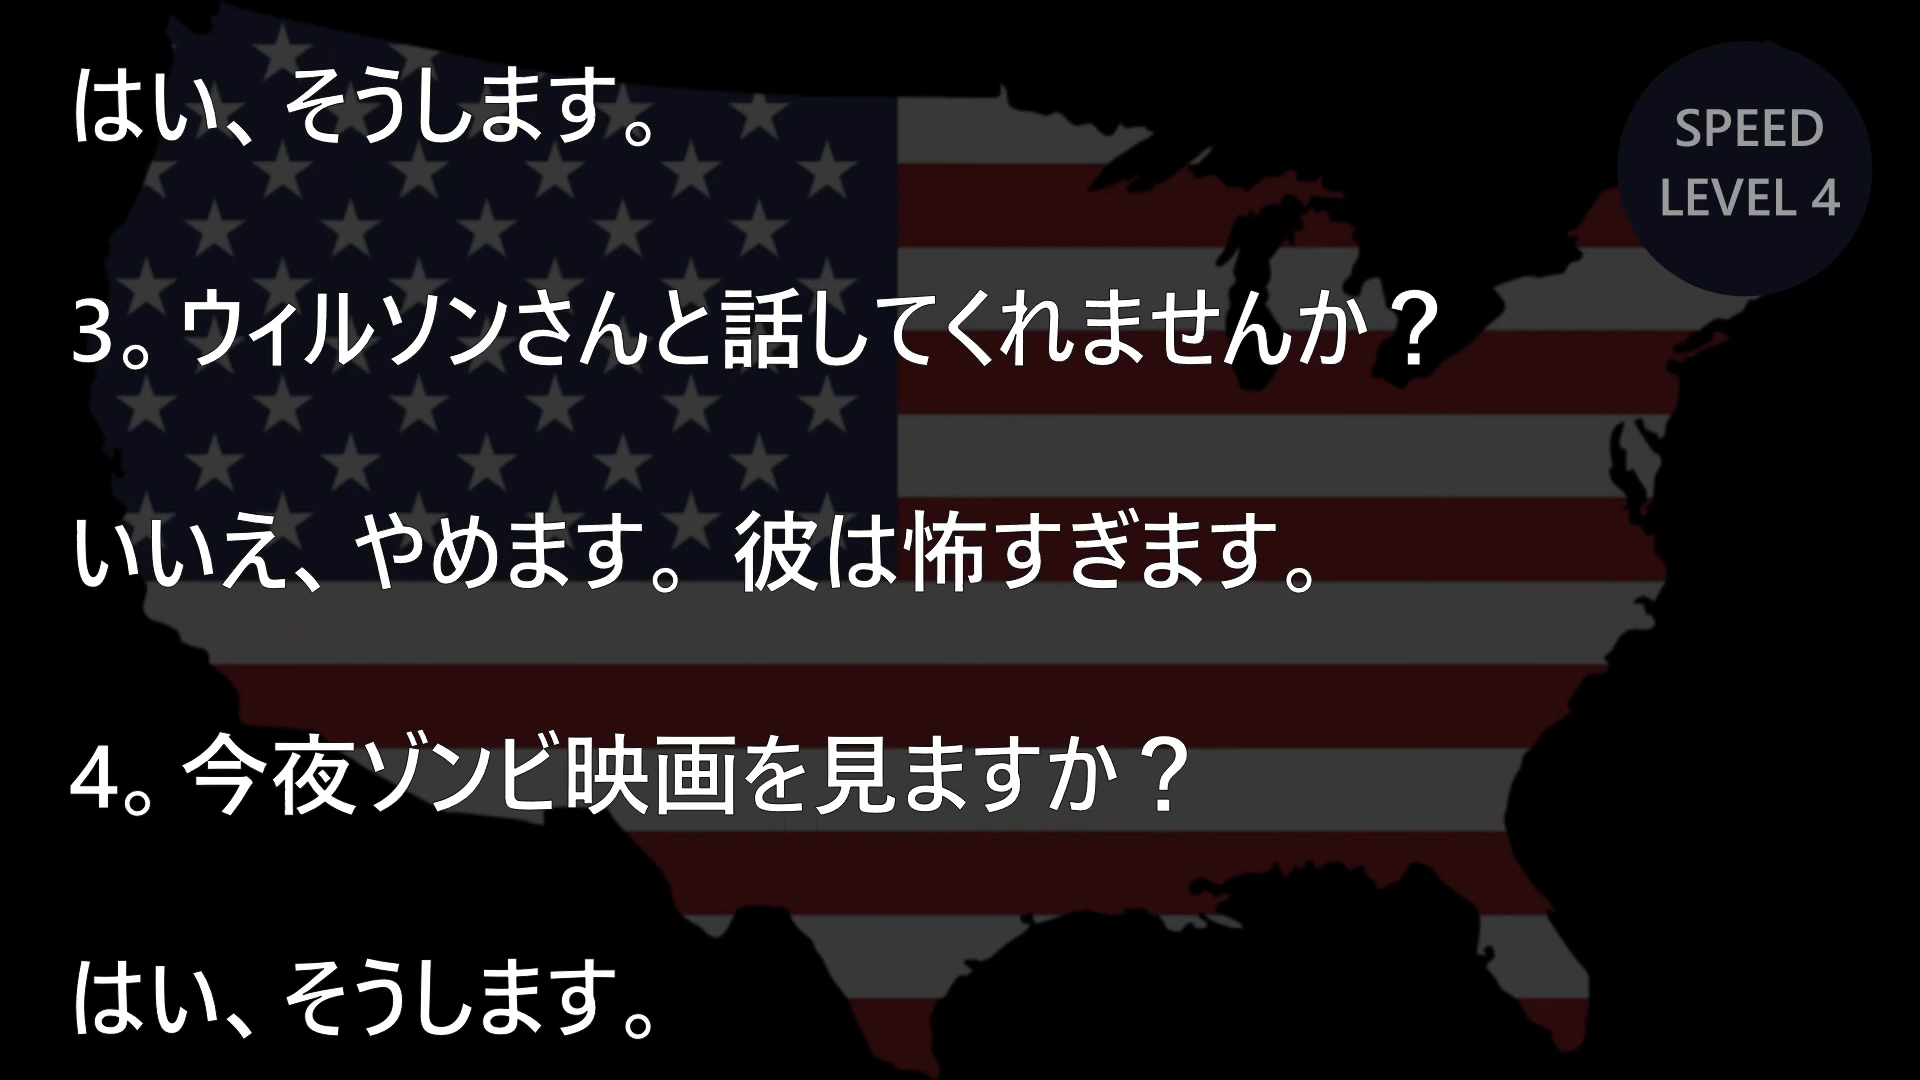 はい、そうします。
SPEED
LEVEL 4
3。ウィルソンさんと話してくれませんか？
いいえ、やめます。彼は怖すぎます。
4。今夜ゾンビ映画を見ますか？
はい、そうします。